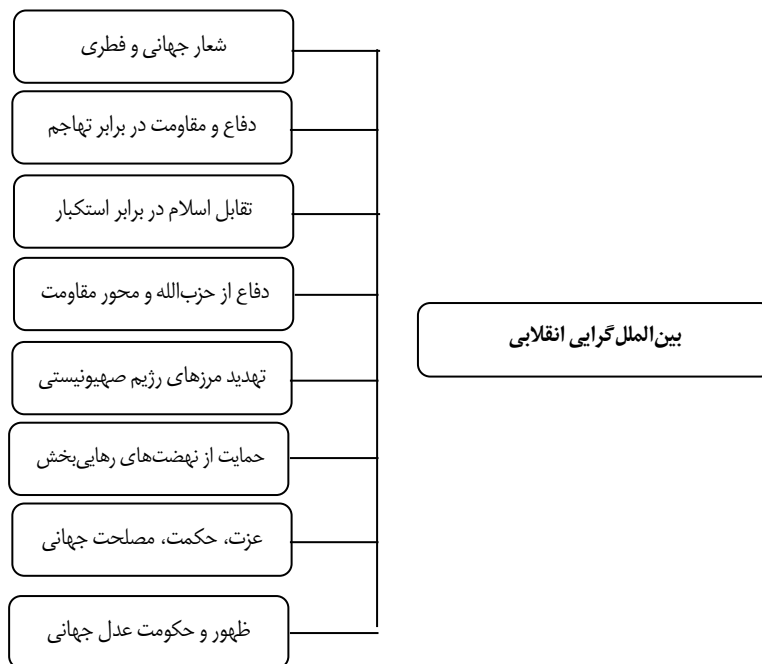 شعار جهانی و فطری
دفاع و مقاومت در برابر تهاجم
تقابل اسلام در برابر استکبار
دفاع از حزب‌الله و محور مقاومت
بین‌الملل‌گرایی انقلابی
تهدید مرزهای رژیم صهیونیستی
حمایت از نهضت‌های رهایی‌بخش
عزت، حکمت، مصلحت جهانی
ظهور و حکومت عدل جهانی